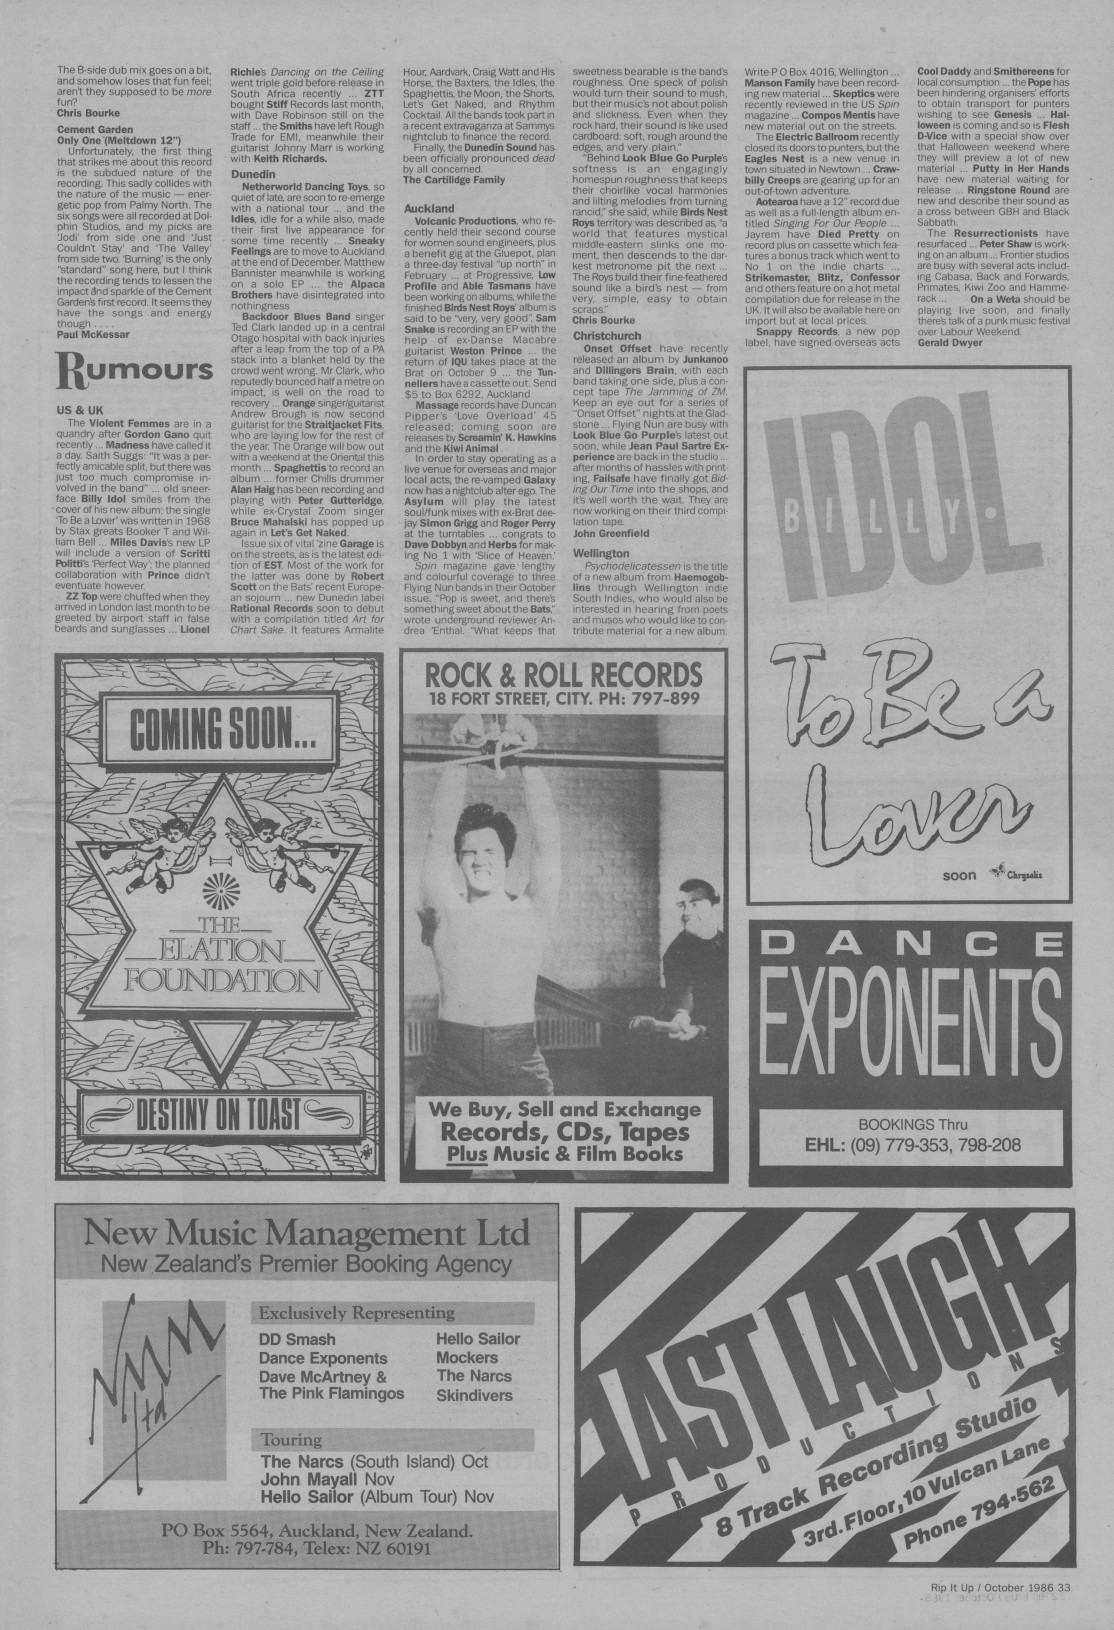 The B-side dub mix goes on a bit,
and somehow loses that fun feel;
aren't they supposed to be more
fun?
Chris Bourke
Cement Garden
Only One (Meltdown 12")
Unfortunately, the first thing
that strikes me about this record
is the subdued nature of the
recording. This sadly collides with
the nature of the music — ener-
getic pop from Palmy North. The
six songs were all recorded at Dol-
phin Studios, and my picks are
'Jodi' from side one and 'Just
Couldn't Stay' and 'The Valley'
from side two. 'Burning' is the only
"standard" song here, but I think
the recording tends to lessen the
impact and sparkle of the Cement
Garden's first record. It seems they
have the songs and energy
though . . . .
Paul McKessar
Rumours
US & UK
The Violent Femmes are in a
quandry after Gordon Gano quit
recently ... Madness have called it
a day. Saith Suggs: "It was a per-
fectly amicable split, but there was
just too much compromise in-
volved in the band" ... old sneer-
face Billy Idol smiles from the
cover of his new album; the single
'To Be a Lover' was written in 1968
by Stax greats Booker T and Wil-
liam Bell ... Miles Davis's new LP
will include a version of Scritti
Politti's 'Perfect Way'; the planned
collaboration with Prince didn't
eventuate however.
ZZ Top were chuffed when they
arrived in London last month to be
greeted by airport staff in false
beards and sunglasses ... Lionel
Richie's Dancing on the Ceiling
went triple gold before release in
South Africa recently ... ZTT
bought Stiff Records last month,
with Dave Robinson still on the
staff ... the Smiths have left Rough
Trade for EMI, meanwhile their
guitarist Johnny Marr is working
with Keith Richards.
Dunedin
Netherworld Dancing Toys, so
quiet of late, are soon to re-emerge
with a national tour ... and the
Idles, idle for a while also, made
their first live appearance for
some time recently ... Sneaky
Feelings are to move to Auckland
at the end of December. Matthew
Bannister meanwhile is working
on a solo EP ... the Alpaca
Brothers have disintegrated into
nothingness
Backdoor Blues Band singer
Ted Clark landed up in a central
Otago hospital with back injuries
after a leap from the top of a PA
stack into a blanket held by the
crowd went wrong. Mr Clark, who
reputedly bounced half a metre on
impact, is well on the road to
recovery ... Orange singer/guitarist
Andrew Brough is now second
guitarist for the Straitjacket Fits,
who are laying low for the rest of
the year. The Orange will bow out
with a weekend at the Oriental this
month ... Spaghettis to record an
album ... former Chills drummer
Alan Haig has been recording and
playing with Peter Gutteridge,
while ex-Crystal Zoom singer
Bruce Mahalski has popped up
again in Let's Get Naked.
Issue six of vital 'zine Garage is
on the streets, as is the latest edi-
tion of EST. Most of the work for
the latter was done by Robert
Scott on the Bats' recent Europe-
an sojourn ... new Dunedin label
Rational Records soon to debut
with a compilation titled Art for
Chart Sake. It features Armalite
Hour, Aardvark, Craig Watt and His
Horse, the Baxters, the Idles, the
Spaghettis, the Moon, the Shorts,
Let's Get Naked, and Rhythm
Cocktail. All the bands took part in
a recent extravaganza at Sammys
nightclub to finance the record.
Finally, the Dunedin Sound has
been officially pronounced dead
by all concerned.
The Cartilidge Family
Auckland
Volcanic Productions, who re-
cently held their second course
for women sound engineers, plus
a benefit gig at the Gluepot, plan
a three-day festival "up north" in
February ... at Progressive, Low
Profile and Able Tasmans have
been working on albums, while the
finished Birds Nest Roys' album is
said to be "very, very good". Sam
Snake is recording an EP with the
help of ex-Danse Macabre
guitarist Weston Prince ... the
return of IQU takes place at the
Brat on October 9 ... the Tun-
nellers have a cassette out. Send
$5 to Box 6292, Auckland
Massage records have Duncan
Pipper's 'Love Overload' 45
released; coming soon are
releases by Screamin' K. Hawkins
and the Kiwi Animal.
In order to stay operating as a
live venue for overseas and major
local acts, the re-vamped Galaxy
now has a nightclub alter ego. The
Asylum will play the latest
soul/funk mixes with ex-Brat dee-
jay Simon Grigg and Roger Perry
at the turntables ... congrats to
Dave Dobbyn and Herbs for mak-
ing No 1 with 'Slice of Heaven.'
Spin magazine gave lengthy
and colourful coverage to three
Flying Nun bands in their October
issue. "Pop is sweet, and there's
something sweet about the Bats,"
wrote underground reviewer An-
drea 'Enthal. "What keeps that
sweetness bearable is the band's
roughness. One speck of polish
would turn their sound to mush,
but their music's not about polish
and slickness. Even when they
rock hard, their sound is like used
cardboard: soft, rough around the
edges, and very plain."
"Behind Look Blue Go Purple's
softness is an engagingly
homespun roughness that keeps
their choirlike vocal harmonies
and lilting melodies from turning
rancid," she said, while Birds Nest
Roys territory was described as, "a
world that features mystical
middle-eastern slinks one mo-
ment, then descends to the dar-
kest metronome pit the next ...
The Roys build their fine-feathered
sound like a bird's nest — from
very, simple, easy to obtain
scraps."
Chris Bourke
Christchurch
Onset Offset have recently
released an album by Junkanoo
and Dillingers Brain, with each
band taking one side, plus a con-
cept tape The Jamming of ZM.
Keep an eye out for a series of
"Onset Offset" nights at the Glad-
stone ... Flying Nun are busy with
Look Blue Go Purple's latest out
soon, while Jean Paul Sartre Ex-
perience are back in the studio ...
after months of hassles with print-
ing, Failsafe have finally got Bid-
ing Our Time into the shops, and
it's well worth the wait. They are
now working on their third compi-
lation tape.
John Greenfield
Wellington
Psychodelicatessen is the title
of a new album from Haemogob-
lins through Wellington indie
South Indies, who would also be
interested in hearing from poets
and musos who would like to con-
tribute material for a new album.
Write P O Box 4016, Wellington ...
Manson Family have been record-
ing new material ... Skeptics were
recently reviewed in the US Spin
magazine ... Compos Mentis have
new material out on the streets.
The Electric Ballroom recently
closed its doors to punters, but the
Eagles Nest is a new venue in
town situated in Newtown ... Craw-
billy Creeps are gearing up for an
out-of-town adventure.
Aotearoa have a 12" record due
as well as a full-length album en-
titled Singing For Our People ...
Jayrem have Died Pretty on
record plus on cassette which fea-
tures a bonus track which went to
No 1 on the indie charts ...
Strikemaster, Blitz, Confessor
and others feature on a hot metal
compilation due for release in the
UK. It will also be available here on
import but at local prices.
Snappy Records, a new pop
label, have signed overseas acts
Cool Daddy and Smithereens for
local consumption ... the Pope has
been hindering organisers' efforts
to obtain transport for punters
wishing to see Genesis ... Hal-
loween is coming and so is Flesh
D-Vice with a special show over
that Halloween weekend where
they will preview a lot of new
material ... Putty in Her Hands
have new material waiting for
release ... Ringstone Round are
new and describe their sound as
a cross between GBH and Black
Sabbath.
The Resurrectionists have
resurfaced ... Peter Shaw is work-
ing on an album ... Frontier studios
are busy with several acts includ-
ing Cabasa, Back and Forwards,
Primates, Kiwi Zoo and Hamme-
rack ... On a Weta should be
playing live soon, and finally
there's talk of a punk music festival
over Labour Weekend.
Gerald Dwyer
IDOL
BILLY
To Be a
Lover
soon Chrysalis
COMING SOON...
THE
ELATION
FOUNDATION
DESTINY ON TOAST
ROCK & ROLL RECORDS
18 FORT STREET, CITY. PH: 797-899
We Buy, Sell and Exchange
Records, CDs, Tapes
Plus Music & Film Books
DANCE
EXPONENTS
BOOKINGS Thru
EHL: (09) 779-353, 798-208
New Music Management Ltd
New Zealand's Premier Booking Agency
NMM
ltd
Exclusively Representing
DD Smash
Dance Exponents
Dave McArtney &
The Pink Flamingos
Hello Sailor
Mockers
The Narcs
Skindivers
Touring
The Narcs (South Island) Oct
John Mayall Nov
Hello Sailor (Album Tour) Nov
PO Box 5564, Auckland, New Zealand.
Ph: 797-784, Telex: NZ 60191
LAST LAUGH
PRODUCTIONS
8 Track Recording Studio
3rd. Floor, 10 Vulcan Lane
Phone 794-562
Rip It Up / October 1986 33